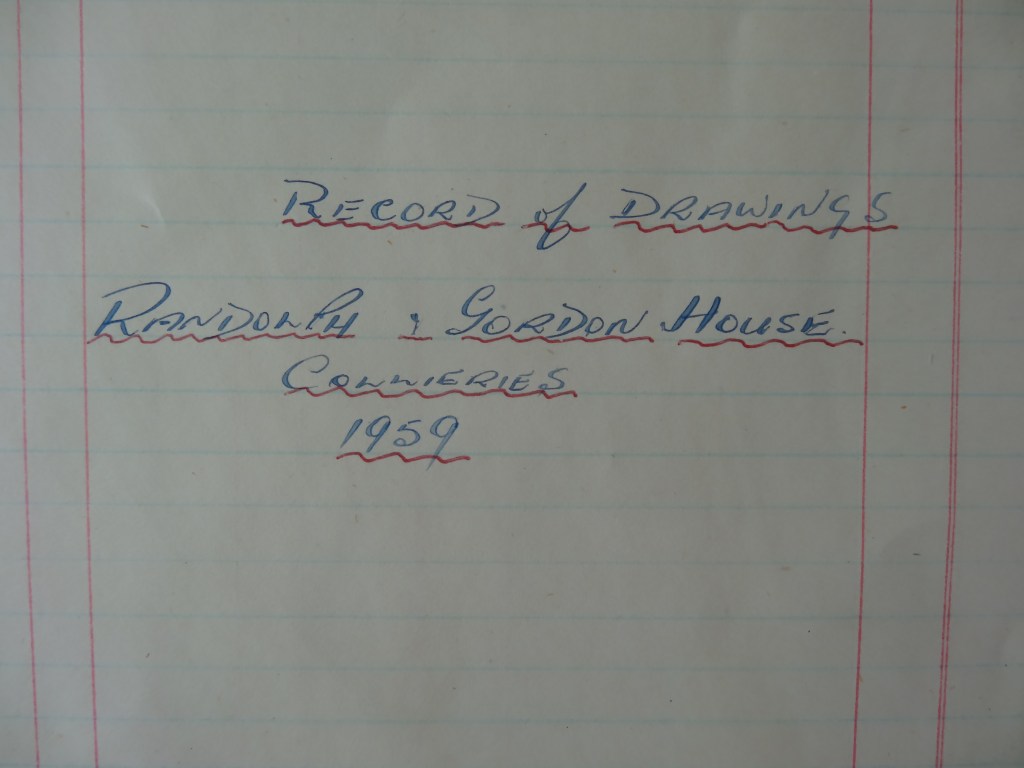 RECORD of DRAWINGS
RANDOLPH & GORDON HOUSE.
COLLIERIES
1959